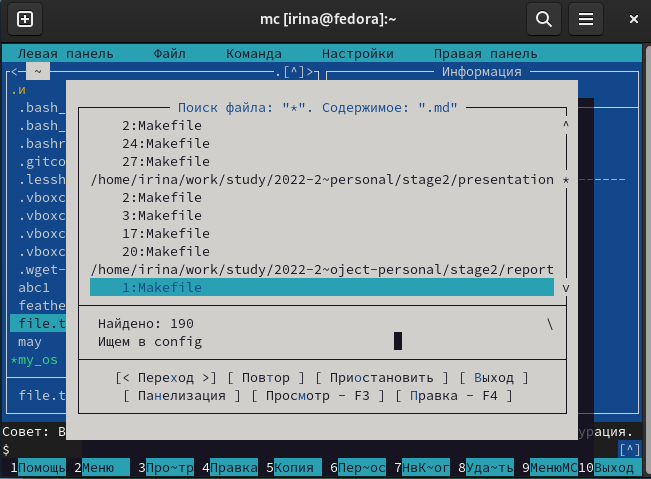 mc [irina@fedora]:~
Левая панель Файл Команда Настройки Правая панель
<─ ~ .[^]>┐ Информация
.и
.bash_
.bash_
.bashr
.gitco
.lessh
.vboxc
.vboxc
.vboxc
.vboxc
.wget-
abc1
feathe
file.t
may
*my_os
file.t
Поиск файла: "*". Содержимое: ".md"
2:Makefile
24:Makefile
27:Makefile
/home/irina/work/study/2022-2~personal/stage2/presentation
2:Makefile
3:Makefile
17:Makefile
20:Makefile
/home/irina/work/study/2022-2~oject-personal/stage2/report
1:Makefile
Найдено: 190 \
Ищем в config
[< Переход >] [ Повтор ] [ Приостановить ] [ Выход ]
[ Панелизация ] [ Просмотр - F3 ] [ Правка - F4 ]
Совет: В урация.
$ [^]
1Помощь 2Меню 3Про~тр 4Правка 5Копия 6Пер~ос 7НвК~ог 8Уда~ть 9МенюMC10Выход